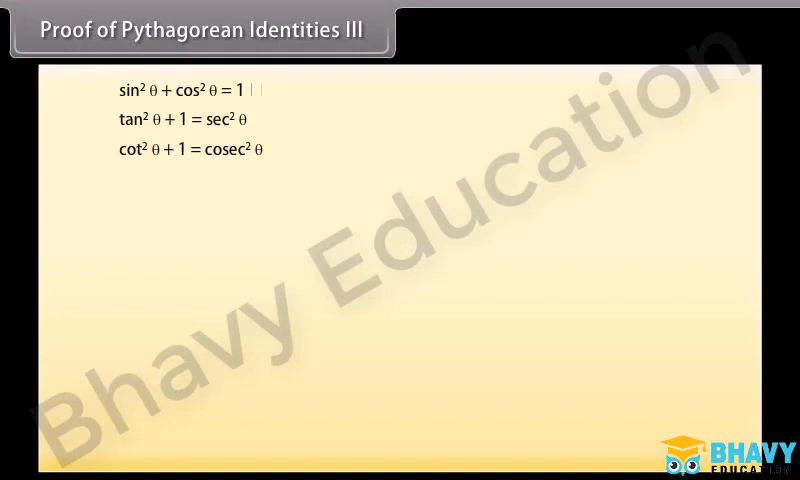 Proof of Pythagorean Identities III
sin² θ + cos² θ = 1
tan² θ + 1 = sec² θ
cot² θ + 1 = cosec² θ
Bhavy Education
BHAVY
EDUCATION